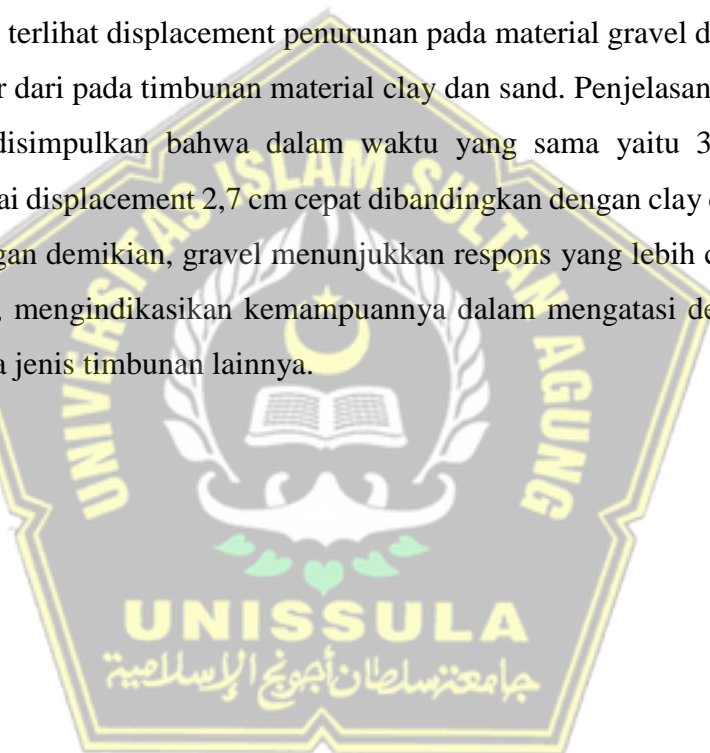 terlihat displacement penurunan pada material gravel d
dari pada timbunan material clay dan sand. Penjelasan
disimpulkan bahwa dalam waktu yang sama yaitu 3
ai displacement 2,7 cm cepat dibandingkan dengan clay
gan demikian, gravel menunjukkan respons yang lebih c
, mengindikasikan kemampuannya dalam mengatasi de
a jenis timbunan lainnya.
UNIVERSITAS ISLAM SULTAN AGUNG
UNISSULA
جامعة سلطان أجونج الإسلامية